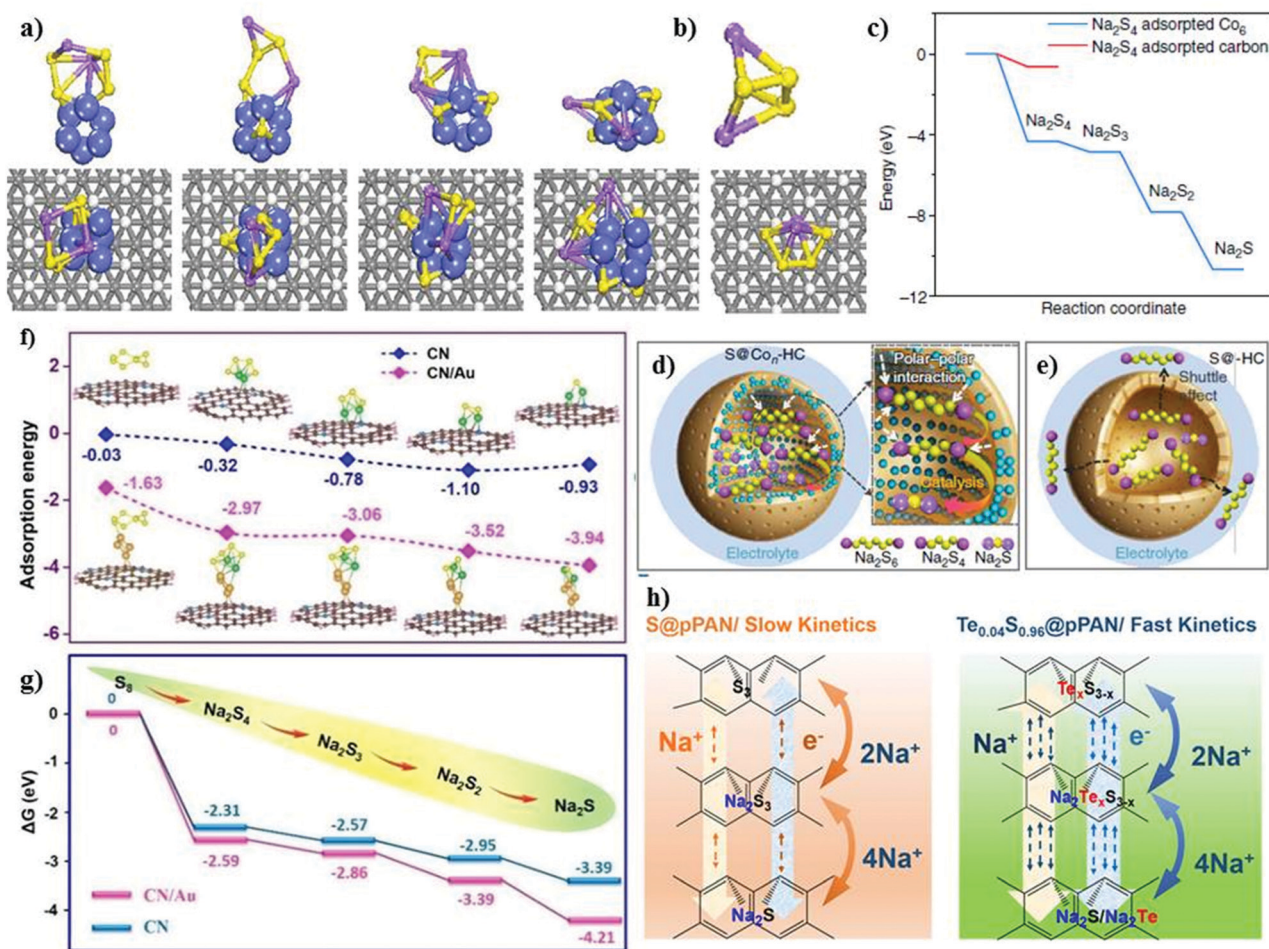 a)
b)
c)
Na₂S₄ adsorpted Co₆
Na₂S₄ adsorpted carbon
0
−4
−8
−12
Energy (eV)
Na₂S₄
Na₂S₃
Na₂S₂
Na₂S
Reaction coordinate
f)
CN
CN/Au
2
0
-2
-4
-6
Adsorption energy
-0.03
-0.32
-0.78
-1.10
-0.93
-1.63
-2.97
-3.06
-3.52
-3.94
d)
S@Coₙ-HC
Polar–polar
interaction
Catalysis
Electrolyte
Na₂S₆
Na₂S₄
Na₂S
e)
S@-HC
Shuttle
effect
Electrolyte
g)
S₈
Na₂S₄
Na₂S₃
Na₂S₂
Na₂S
0
-1
-2
-3
-4
ΔG (eV)
0
0
-2.31
-2.57
-2.95
-3.39
-2.59
-2.86
-3.39
-4.21
CN/Au
CN
h)
S@pPAN/ Slow Kinetics
S₃
Na⁺
e⁻
2Na⁺
Na₂S₃
4Na⁺
Na₂S
Te₀.₀₄S₀.₉₆@pPAN/ Fast Kinetics
TeₓS₃₋ₓ
Na⁺
e⁻
2Na⁺
Na₂TeₓS₃₋ₓ
4Na⁺
Na₂S/Na₂Te